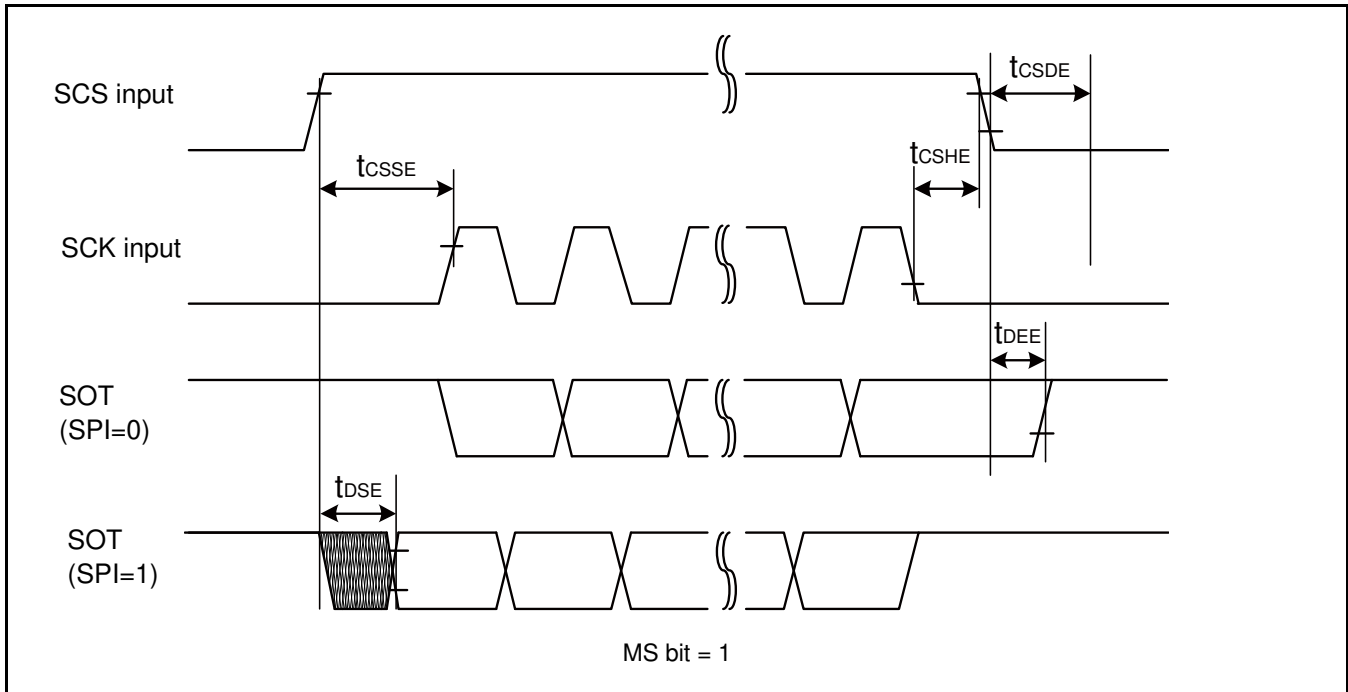 SCS input
tCSDE
tCSHE
tCSSE
SCK input
tDEE
SOT
(SPI=0)
tDSE
SOT
(SPI=1)
MS bit = 1